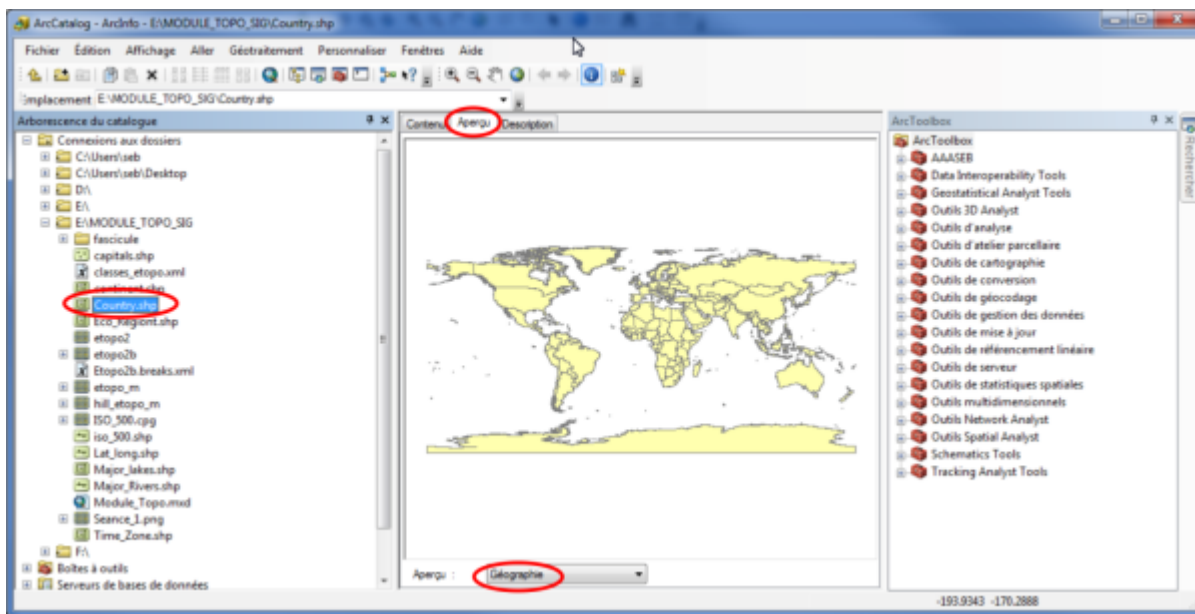 ArcCatalog - ArcInfo - E:\MODULE_TOPO_SIG\Country.shp
Fichier Édition Affichage Aller Géotraitement Personnaliser Fenêtres Aide
Emplacement E:\MODULE_TOPO_SIG\Country.shp
Arborescence du catalogue
Connexions aux dossiers
C:\Users\seb
C:\Users\seb\Desktop
D:\
E:\
E:\MODULE_TOPO_SIG
fascicule
capitals.shp
classes_etopo.xml
continent.shp
Country.shp
Eco_Regiont.shp
etopo2
etopo2b
Etopo2b.breaks.xml
etopo_m
hill_etopo_m
ISO_500.cpg
iso_500.shp
Lat_long.shp
Major_lakes.shp
Major_Rivers.shp
Module_Topo.mxd
Seance_1.png
Time_Zone.shp
F:\
Boîtes à outils
Serveurs de bases de données
Contenu Aperçu Description
Aperçu : Géographie
ArcToolbox
ArcToolbox
AAASEB
Data Interoperability Tools
Geostatistical Analyst Tools
Outils 3D Analyst
Outils d'analyse
Outils d'atelier parcellaire
Outils de cartographie
Outils de conversion
Outils de géocodage
Outils de gestion des données
Outils de mise à jour
Outils de référencement linéaire
Outils de serveur
Outils de statistiques spatiales
Outils multidimensionnels
Outils Network Analyst
Outils Spatial Analyst
Schematics Tools
Tracking Analyst Tools
Rechercher
-193.9343 -170.2888